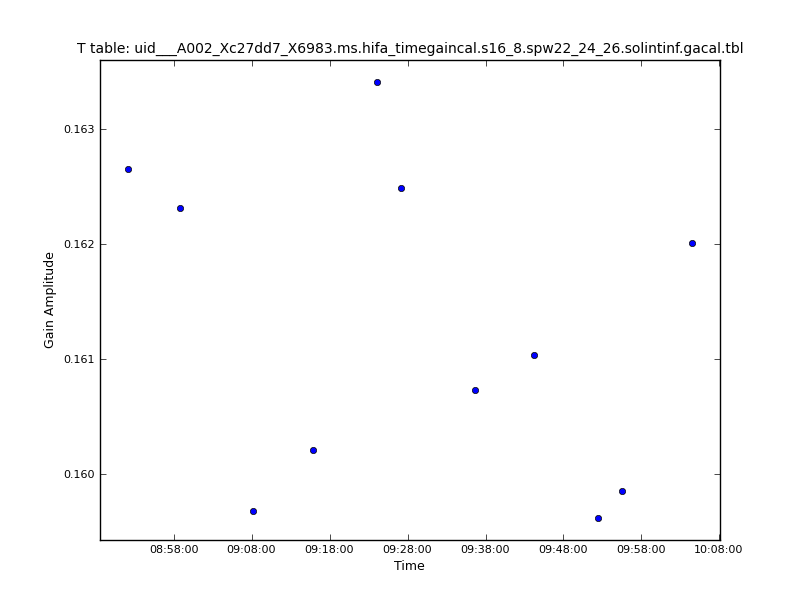 T table: uid___A002_Xc27dd7_X6983.ms.hifa_timegaincal.s16_8.spw22_24_26.solintinf.gacal.tbl
0.163
0.162
Gain Amplitude
0.161
0.160
08:58:00 09:08:00 09:18:00 09:28:00 09:38:00 09:48:00 09:58:00 10:08:00
Time